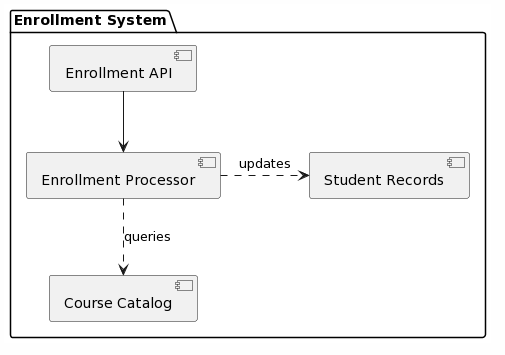 Enrollment System
Enrollment API
updates
Enrollment Processor
Student Records
queries
Course Catalog